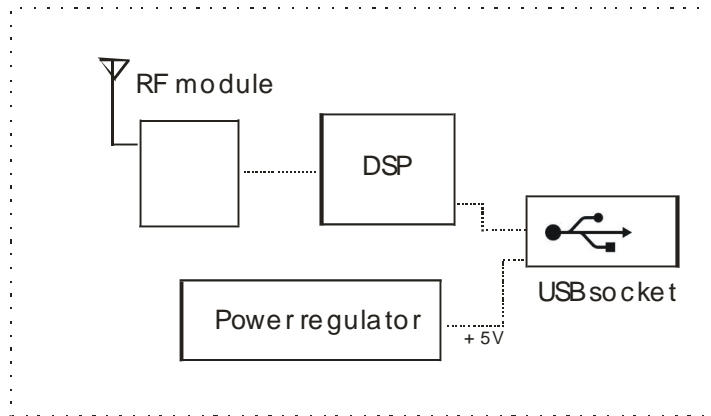 RF module
DSP
USB socket
Power regulator
+ 5V